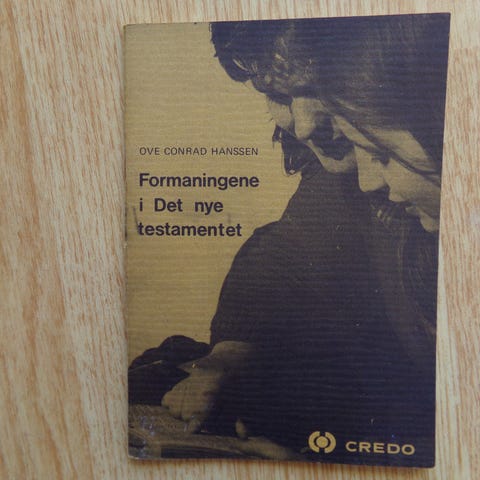 OVE CONRAD HANSSEN
Formaningene
i Det nye
testamentet
CREDO